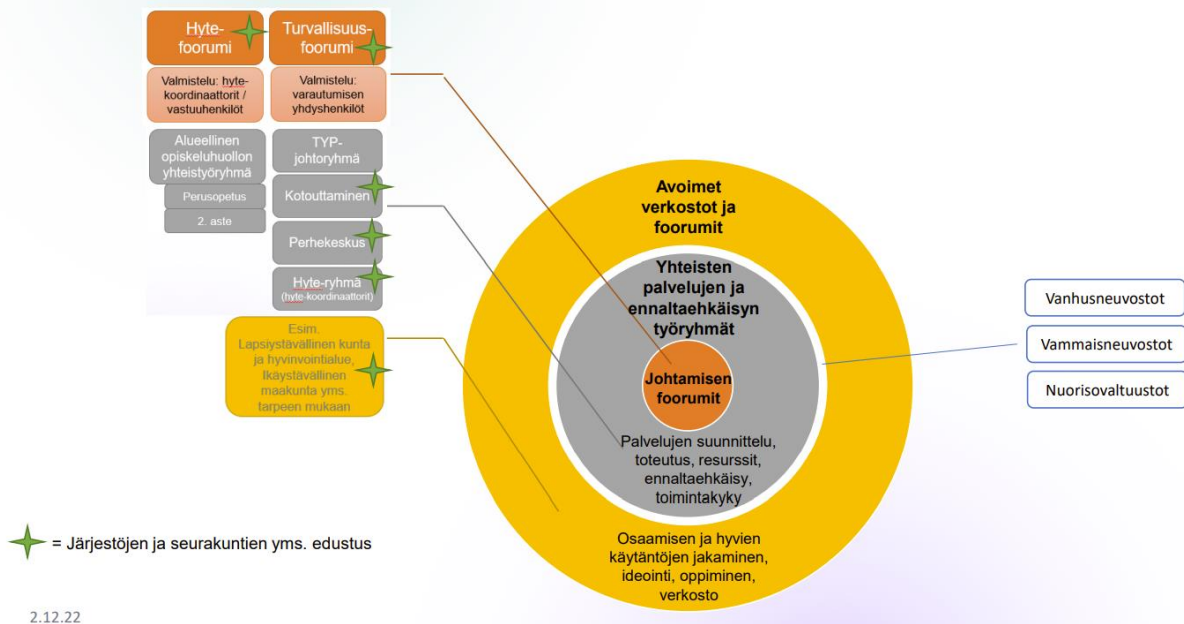 Hyte-
foorumi
Turvallisuus-
foorumi
Valmistelu: hyte-
koordinaattorit /
vastuuhenkilöt
Valmistelu:
varautumisen
yhdyshenkilöt
Alueellinen
opiskeluhuollon
yhteistyöryhmä
Perusopetus
2. aste
TYP-
johtoryhmä
Kotouttaminen
Perhekeskus
Hyte-ryhmä
(hyte-koordinaattorit)
Esim.
Lapsiystävällinen kunta
ja hyvinvointialue,
Ikäystävällinen
maakunta yms.
tarpeen mukaan
Avoimet
verkostot ja
foorumit
Yhteisten
palvelujen ja
ennaltaehkäisyn
työryhmät
Johtamisen
foorumit
Palvelujen suunnittelu,
toteutus, resurssit,
ennaltaehkäisy,
toimintakyky
Osaamisen ja hyvien
käytäntöjen jakaminen,
ideointi, oppiminen,
verkosto
Vanhusneuvostot
Vammaisneuvostot
Nuorisovaltuustot
= Järjestöjen ja seurakuntien yms. edustus
2.12.22